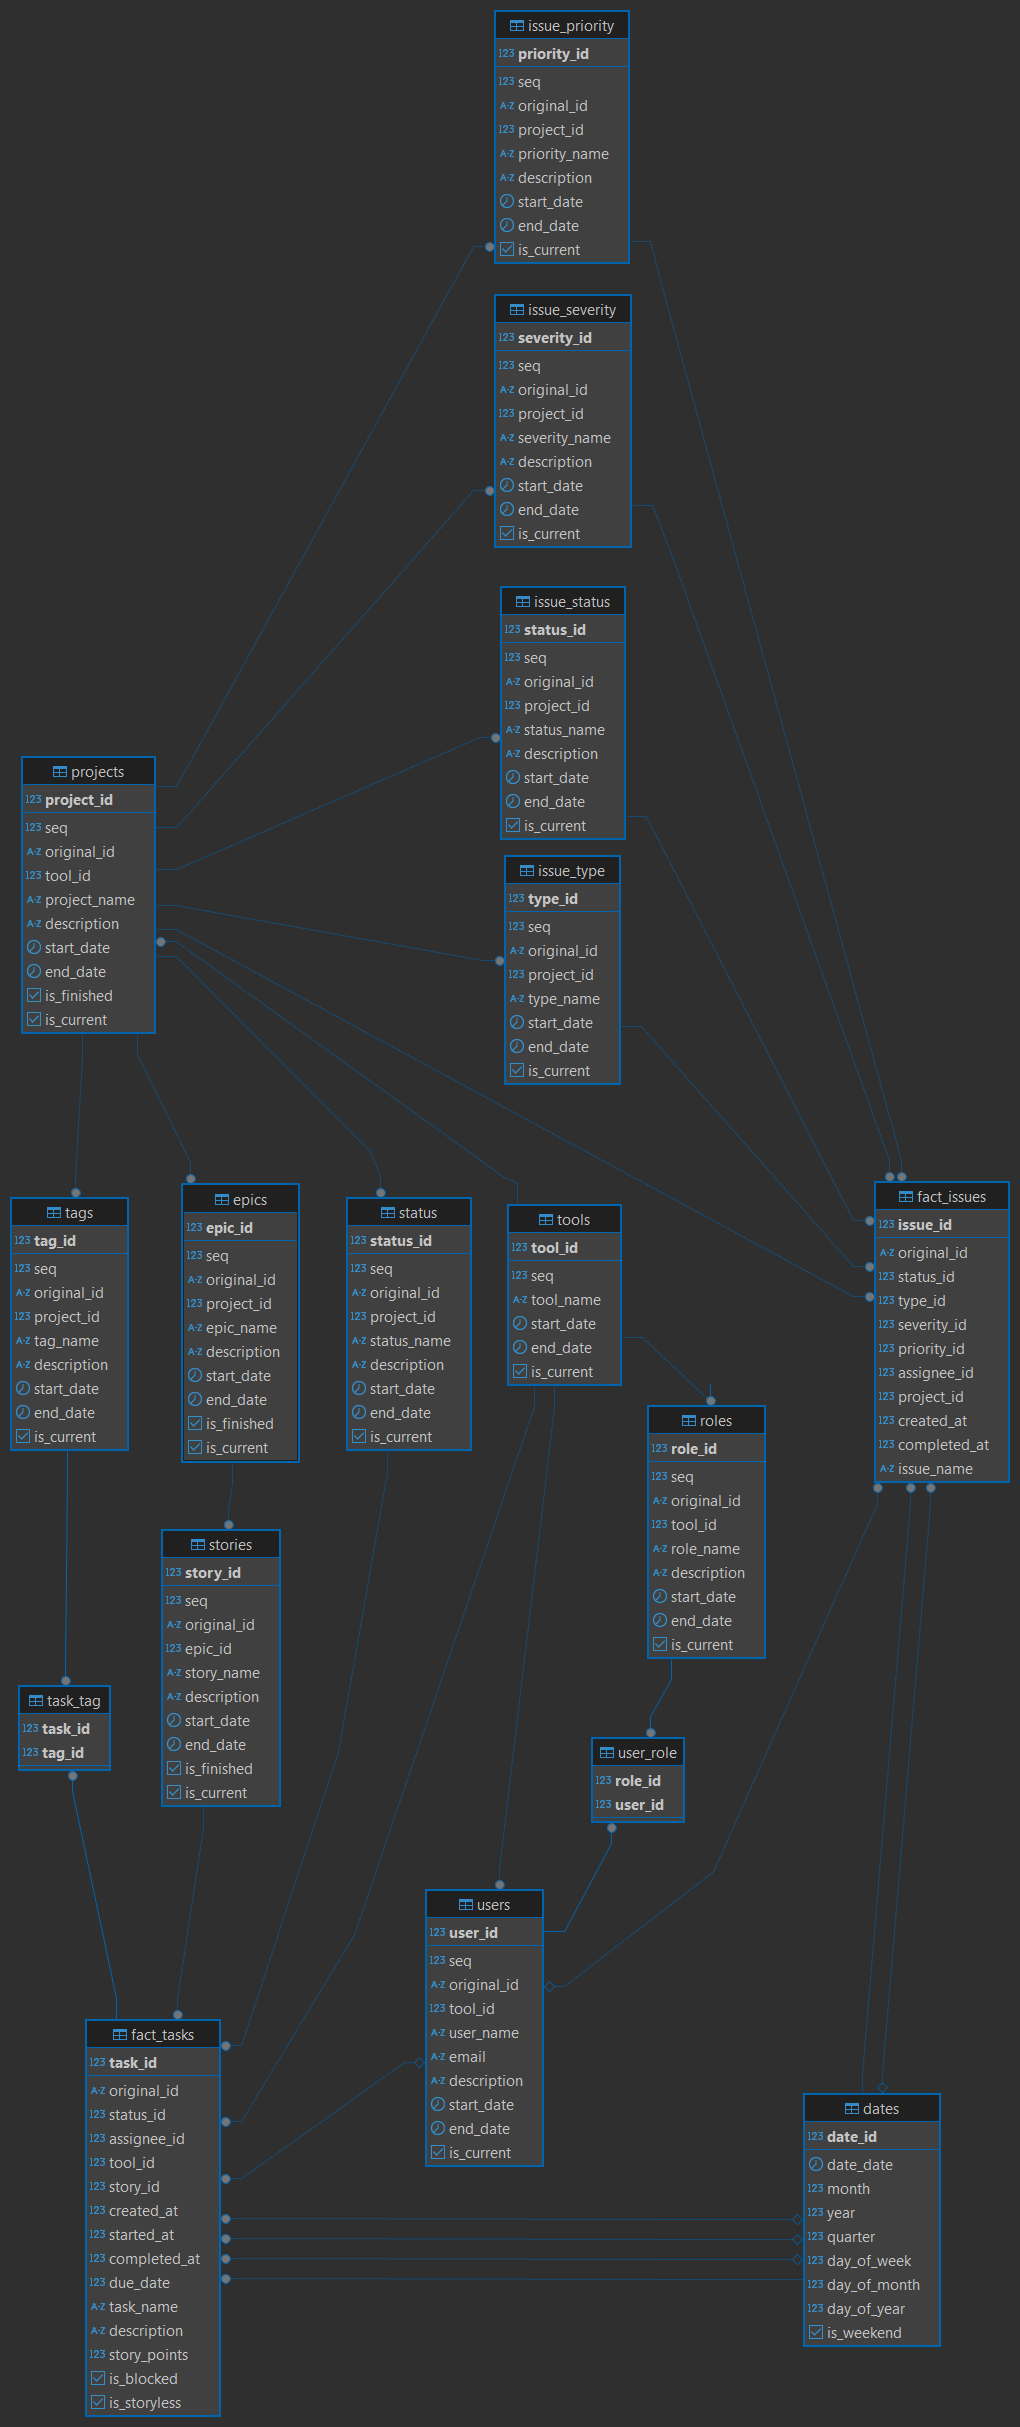 issue_priority
123 priority_id
123 seq
A-Z original_id
123 project_id
A-Z priority_name
A-Z description
start_date
end_date
is_current
issue_severity
123 severity_id
123 seq
A-Z original_id
123 project_id
A-Z severity_name
A-Z description
start_date
end_date
is_current
issue_status
123 status_id
123 seq
A-Z original_id
123 project_id
A-Z status_name
A-Z description
start_date
end_date
is_current
projects
123 project_id
123 seq
A-Z original_id
123 tool_id
A-Z project_name
A-Z description
start_date
end_date
is_finished
is_current
issue_type
123 type_id
123 seq
A-Z original_id
123 project_id
A-Z type_name
start_date
end_date
is_current
tags
123 tag_id
123 seq
A-Z original_id
123 project_id
A-Z tag_name
A-Z description
start_date
end_date
is_current
epics
123 epic_id
123 seq
A-Z original_id
123 project_id
A-Z epic_name
A-Z description
start_date
end_date
is_finished
is_current
status
123 status_id
123 seq
A-Z original_id
123 project_id
A-Z status_name
A-Z description
start_date
end_date
is_current
tools
123 tool_id
123 seq
A-Z tool_name
start_date
end_date
is_current
fact_issues
123 issue_id
A-Z original_id
123 status_id
123 type_id
123 severity_id
123 priority_id
123 assignee_id
123 project_id
123 created_at
123 completed_at
A-Z issue_name
roles
123 role_id
123 seq
A-Z original_id
123 tool_id
A-Z role_name
A-Z description
start_date
end_date
is_current
stories
123 story_id
123 seq
A-Z original_id
123 epic_id
A-Z story_name
A-Z description
start_date
end_date
is_finished
is_current
task_tag
123 task_id
123 tag_id
user_role
123 role_id
123 user_id
users
123 user_id
123 seq
A-Z original_id
123 tool_id
A-Z user_name
A-Z email
A-Z description
start_date
end_date
is_current
fact_tasks
123 task_id
A-Z original_id
123 status_id
123 assignee_id
123 tool_id
123 story_id
123 created_at
123 started_at
123 completed_at
123 due_date
A-Z task_name
A-Z description
123 story_points
is_blocked
is_storyless
dates
123 date_id
date_date
123 month
123 year
123 quarter
123 day_of_week
123 day_of_month
123 day_of_year
is_weekend